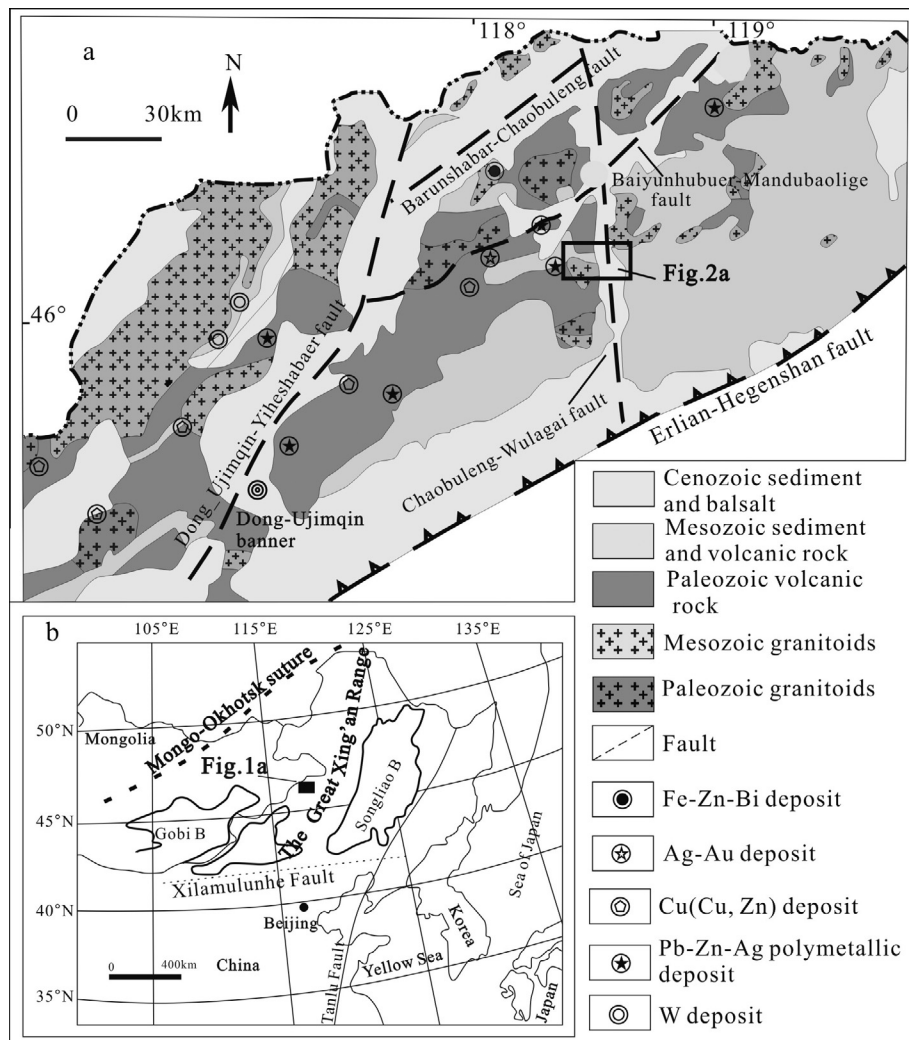 a
118°
119°
N
0 30km
Barunshabar-Chaobuleng fault
Baiyunhubuer-Mandubaolige
fault
Fig.2a
46°
Dong_Ujimqin-Yiheshabaer fault
Chaobuleng-Wulagai fault
Erlian-Hegenshan fault
Dong-Ujimqin
banner
Cenozoic sediment
and balsalt
Mesozoic sediment
and volcanic rock
Paleozoic volcanic
rock
Mesozoic granitoids
Paleozoic granitoids
Fault
Fe-Zn-Bi deposit
Ag-Au deposit
Cu(Cu, Zn) deposit
Pb-Zn-Ag polymetallic
deposit
W deposit
b
105°E
115°E
125°E
135°E
50°N
45°N
40°N
35°N
Mongolia
Mongo-Okhotsk suture
Fig.1a
The Great Xing'an Range
Songliao B
Gobi B
Xilamulunhe Fault
Beijing
Sea of Japan
Korea
0 400km
China
Tanlu Fault
Yellow Sea
Japan